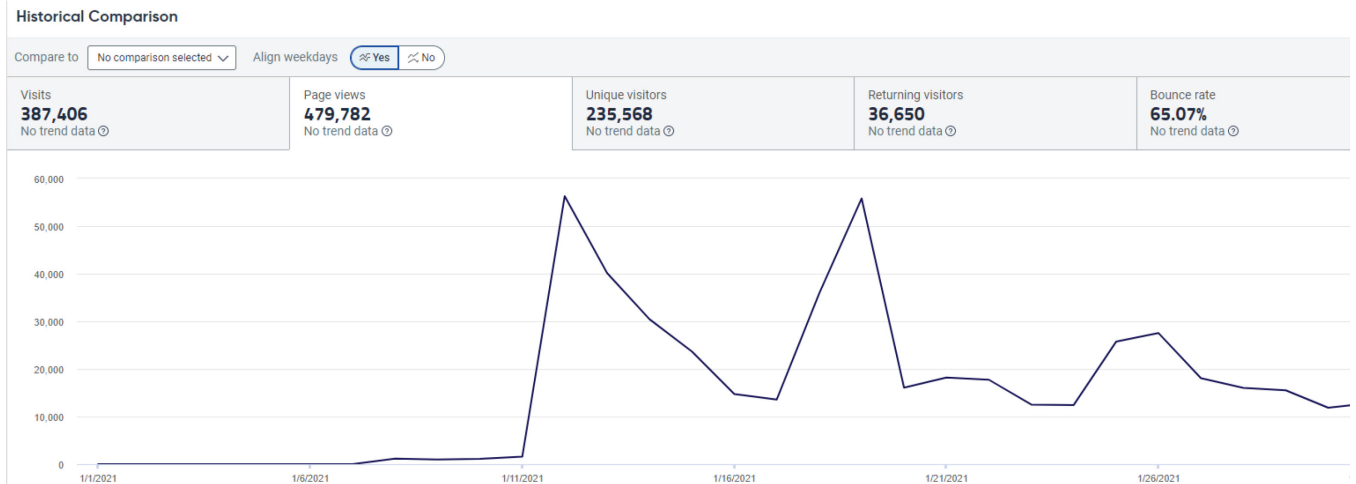 Historical Comparison
Compare to No comparison selected Align weekdays Yes No
Visits Page views Unique visitors Returning visitors Bounce rate
387,406 479,782 235,568 36,650 65.07%
No trend data No trend data No trend data No trend data No trend data
60,000
50,000
40,000
30,000
20,000
10,000
0
1/1/2021 1/6/2021 1/11/2021 1/16/2021 1/21/2021 1/26/2021